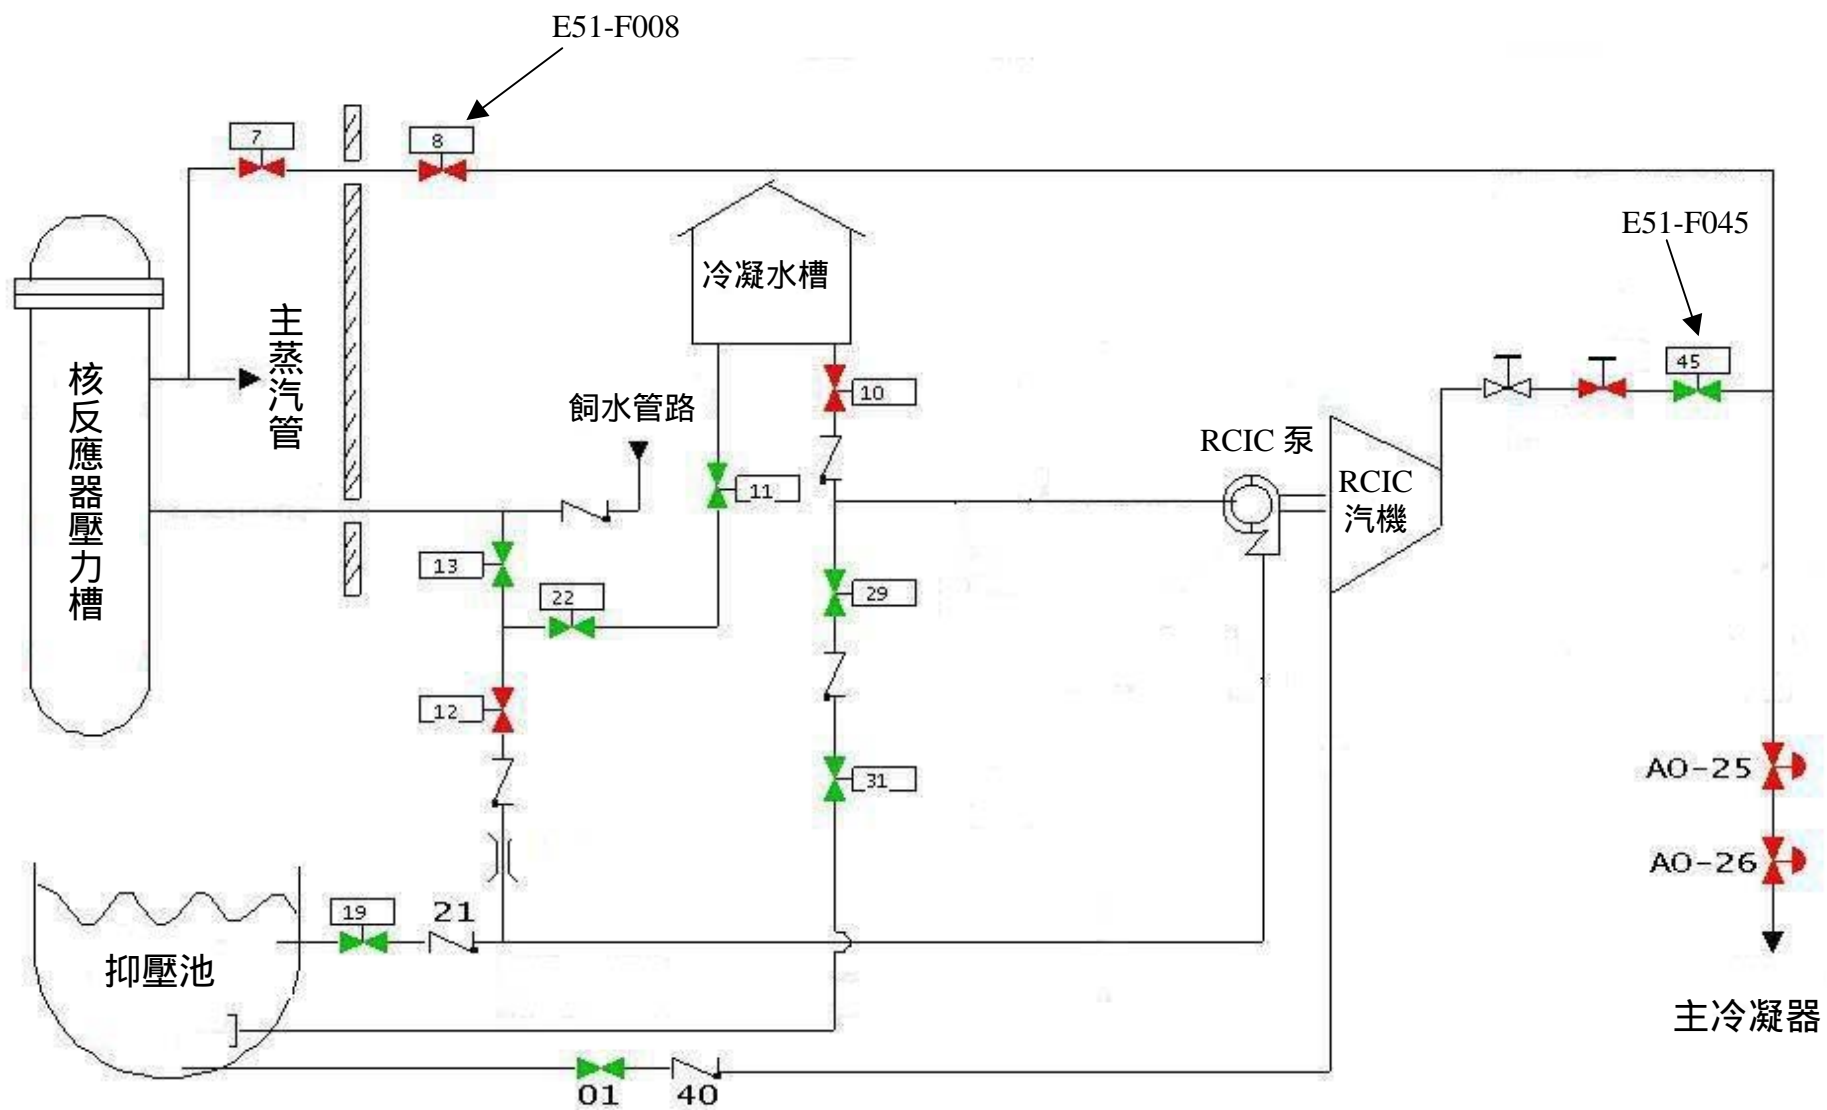 E51-F008
7
8
E51-F045
冷凝水槽
主蒸汽管
核反應器壓力槽
45
10
飼水管路
RCIC 泵
11
RCIC
汽機
13
22
29
12
31
AO-25
AO-26
19
21
抑壓池
主冷凝器
01
40